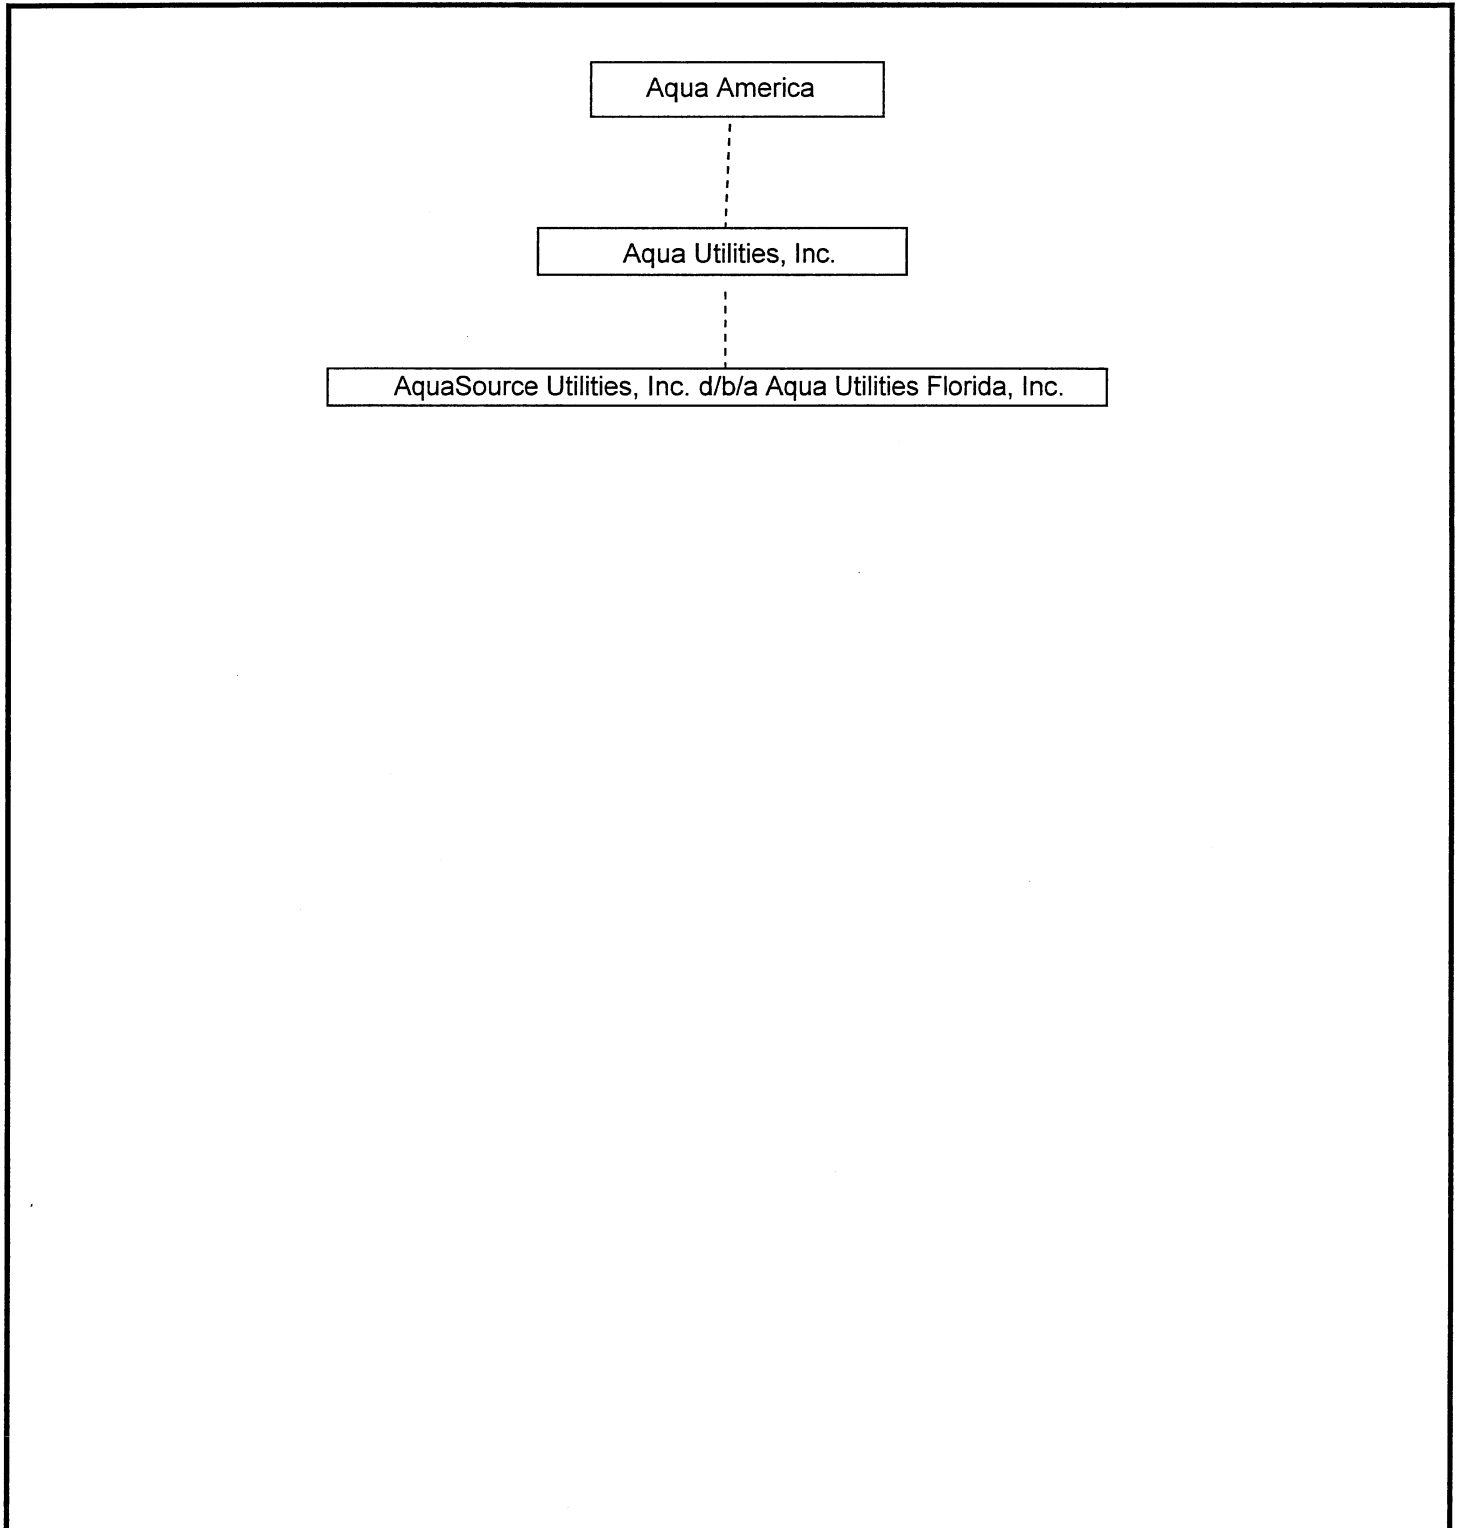 Aqua America
Aqua Utilities, Inc.
AquaSource Utilities, Inc. d/b/a Aqua Utilities Florida, Inc.